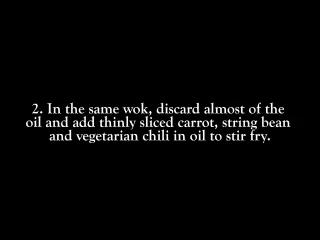 2. In the same wok, discard almost of the
oil and add thinly sliced carrot, string bean
and vegetarian chili in oil to stir fry.